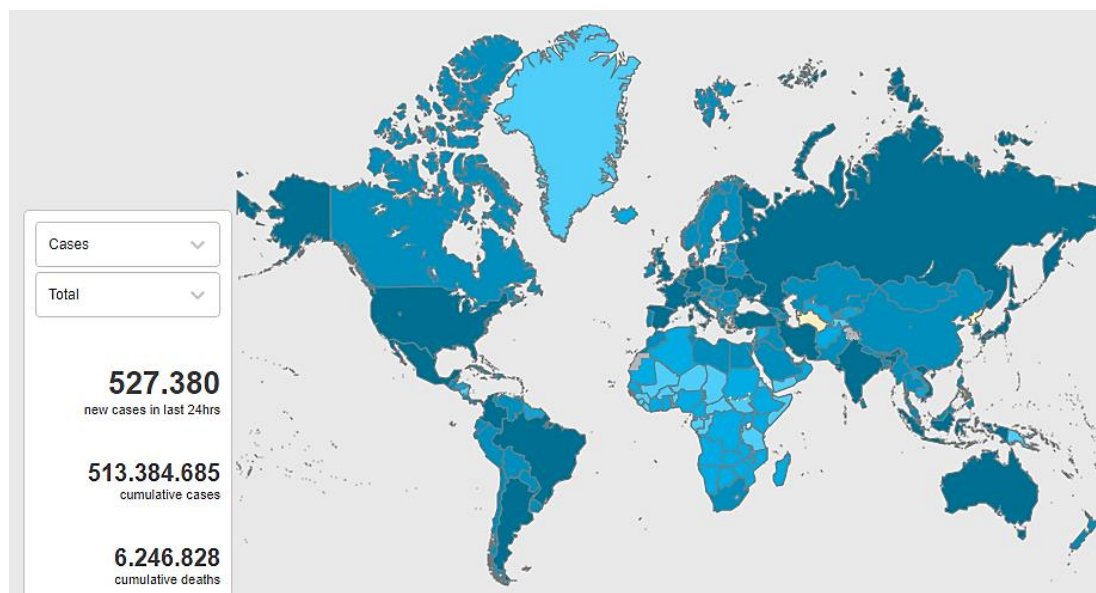 Cases
Total
527.380
new cases in last 24hrs
513.384.685
cumulative cases
6.246.828
cumulative deaths